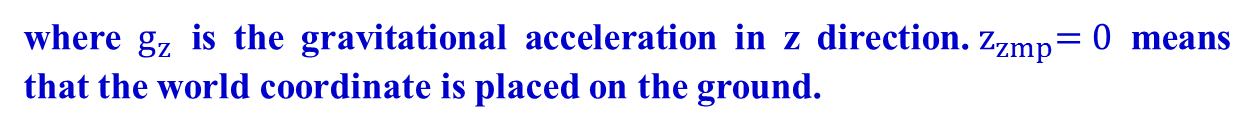 where g_z is the gravitational acceleration in z direction. z_zmp= 0 means
that the world coordinate is placed on the ground.